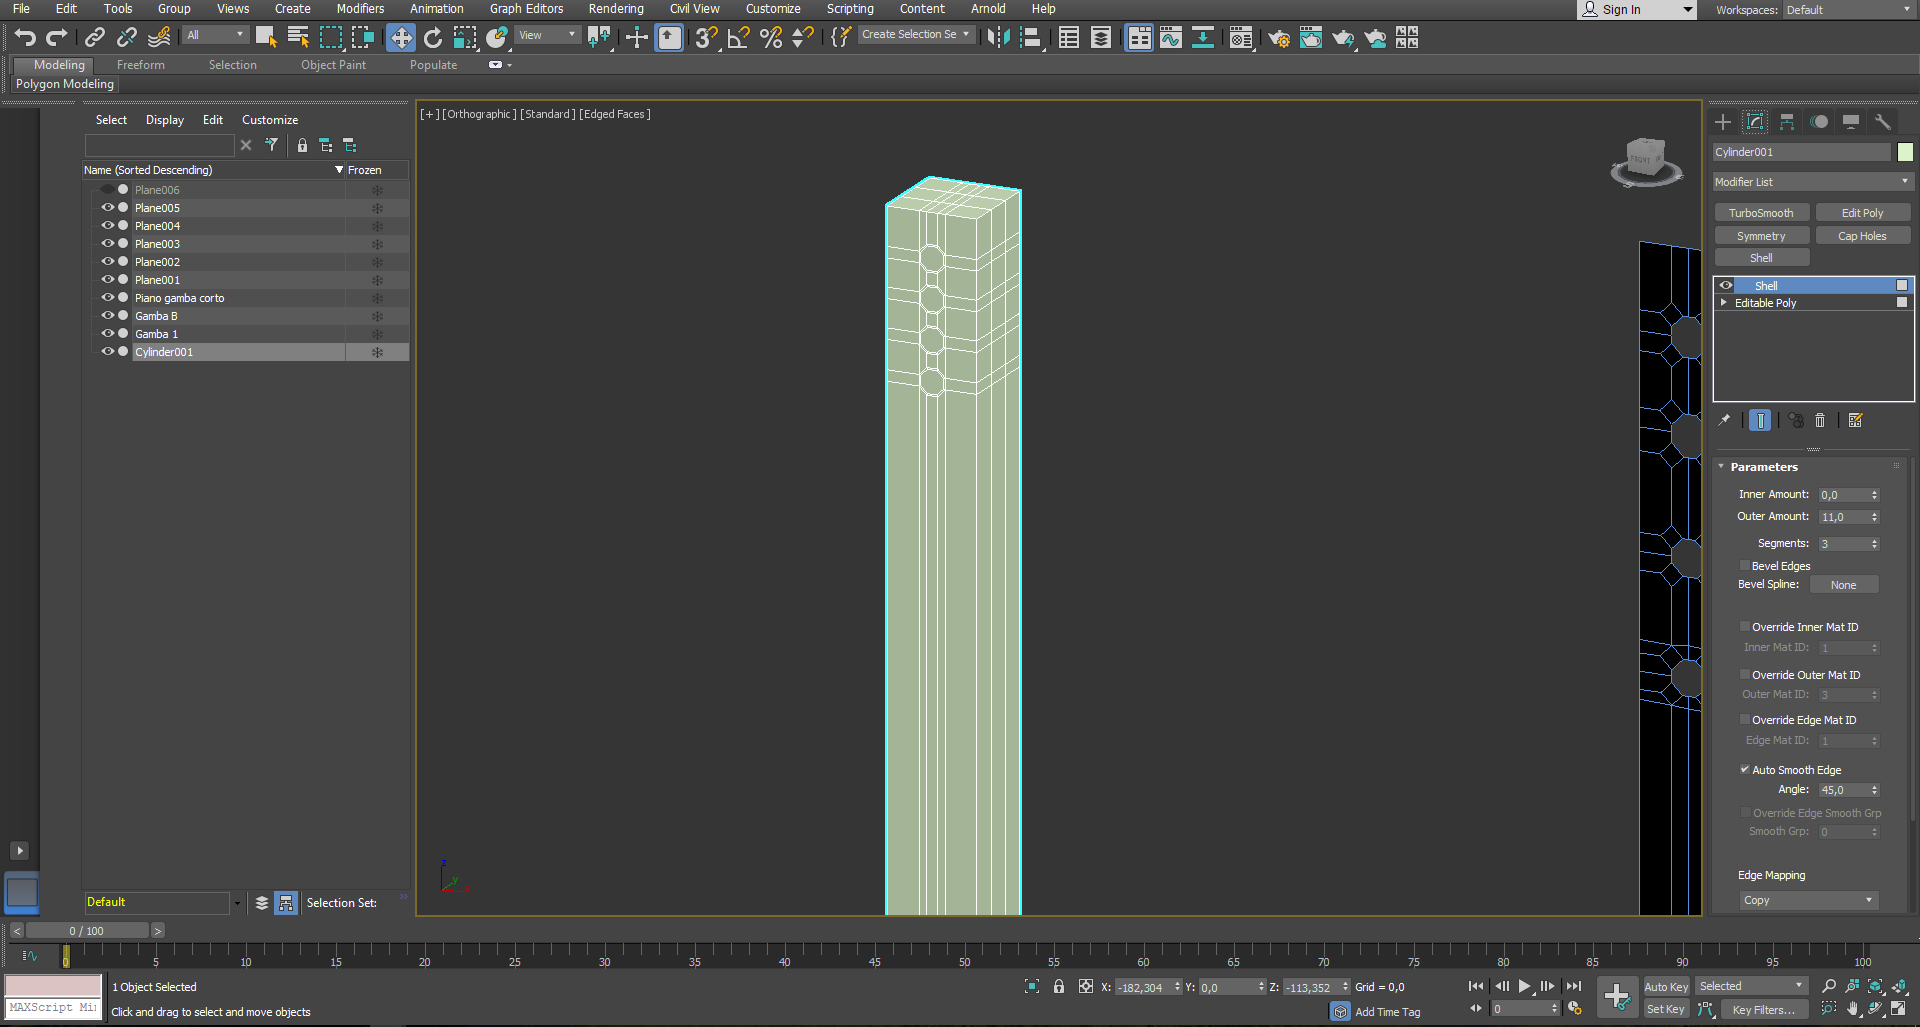 File Edit Tools Group Views Create Modifiers Animation Graph Editors Rendering Civil View Customize Scripting Content Arnold Help Sign In Workspaces: Default
All View Create Selection Se
Modeling Freeform Selection Object Paint Populate
Polygon Modeling
Select Display Edit Customize
Name (Sorted Descending) Frozen
Plane006
Plane005
Plane004
Plane003
Plane002
Plane001
Piano gamba corto
Gamba B
Gamba 1
Cylinder001
Default Selection Set:
[+] [Orthographic] [Standard] [Edged Faces]
FRONT
z
y
x
Cylinder001
Modifier List
TurboSmooth Edit Poly
Symmetry Cap Holes
Shell
Shell
Editable Poly
Parameters
Inner Amount: 0,0
Outer Amount: 11,0
Segments: 3
Bevel Edges
Bevel Spline: None
Override Inner Mat ID
Inner Mat ID: 1
Override Outer Mat ID
Outer Mat ID: 3
Override Edge Mat ID
Edge Mat ID: 1
Auto Smooth Edge
Angle: 45,0
Override Edge Smooth Grp
Smooth Grp: 0
Edge Mapping
Copy
< 0 / 100 >
0 5 10 15 20 25 30 35 40 45 50 55 60 65 70 75 80 85 90 95 100
1 Object Selected X: -182,304 Y: 0,0 Z: -113,352 Grid = 0,0 Auto Key Selected
MAXScript Mi
Click and drag to select and move objects Add Time Tag 0 Set Key Key Filters...